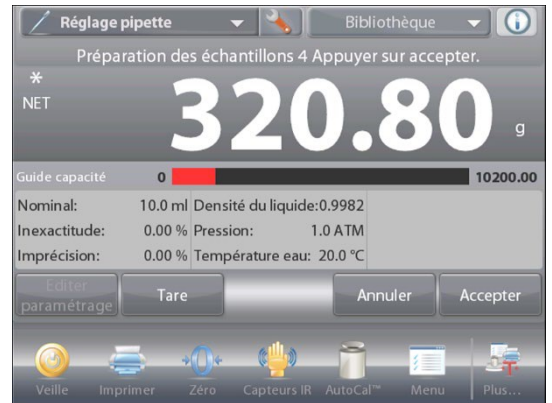 Réglage pipette
Bibliothèque
Préparation des échantillons 4 Appuyer sur accepter.
*
NET
320.80 g
Guide capacité 0 10200.00
Nominal: 10.0 ml Densité du liquide:0.9982
Inexactitude: 0.00 % Pression: 1.0 ATM
Imprécision: 0.00 % Température eau: 20.0 °C
Editer
paramétrage
Tare
Annuler
Accepter
Veille Imprimer Zéro Capteurs IR AutoCal™ Menu Plus...